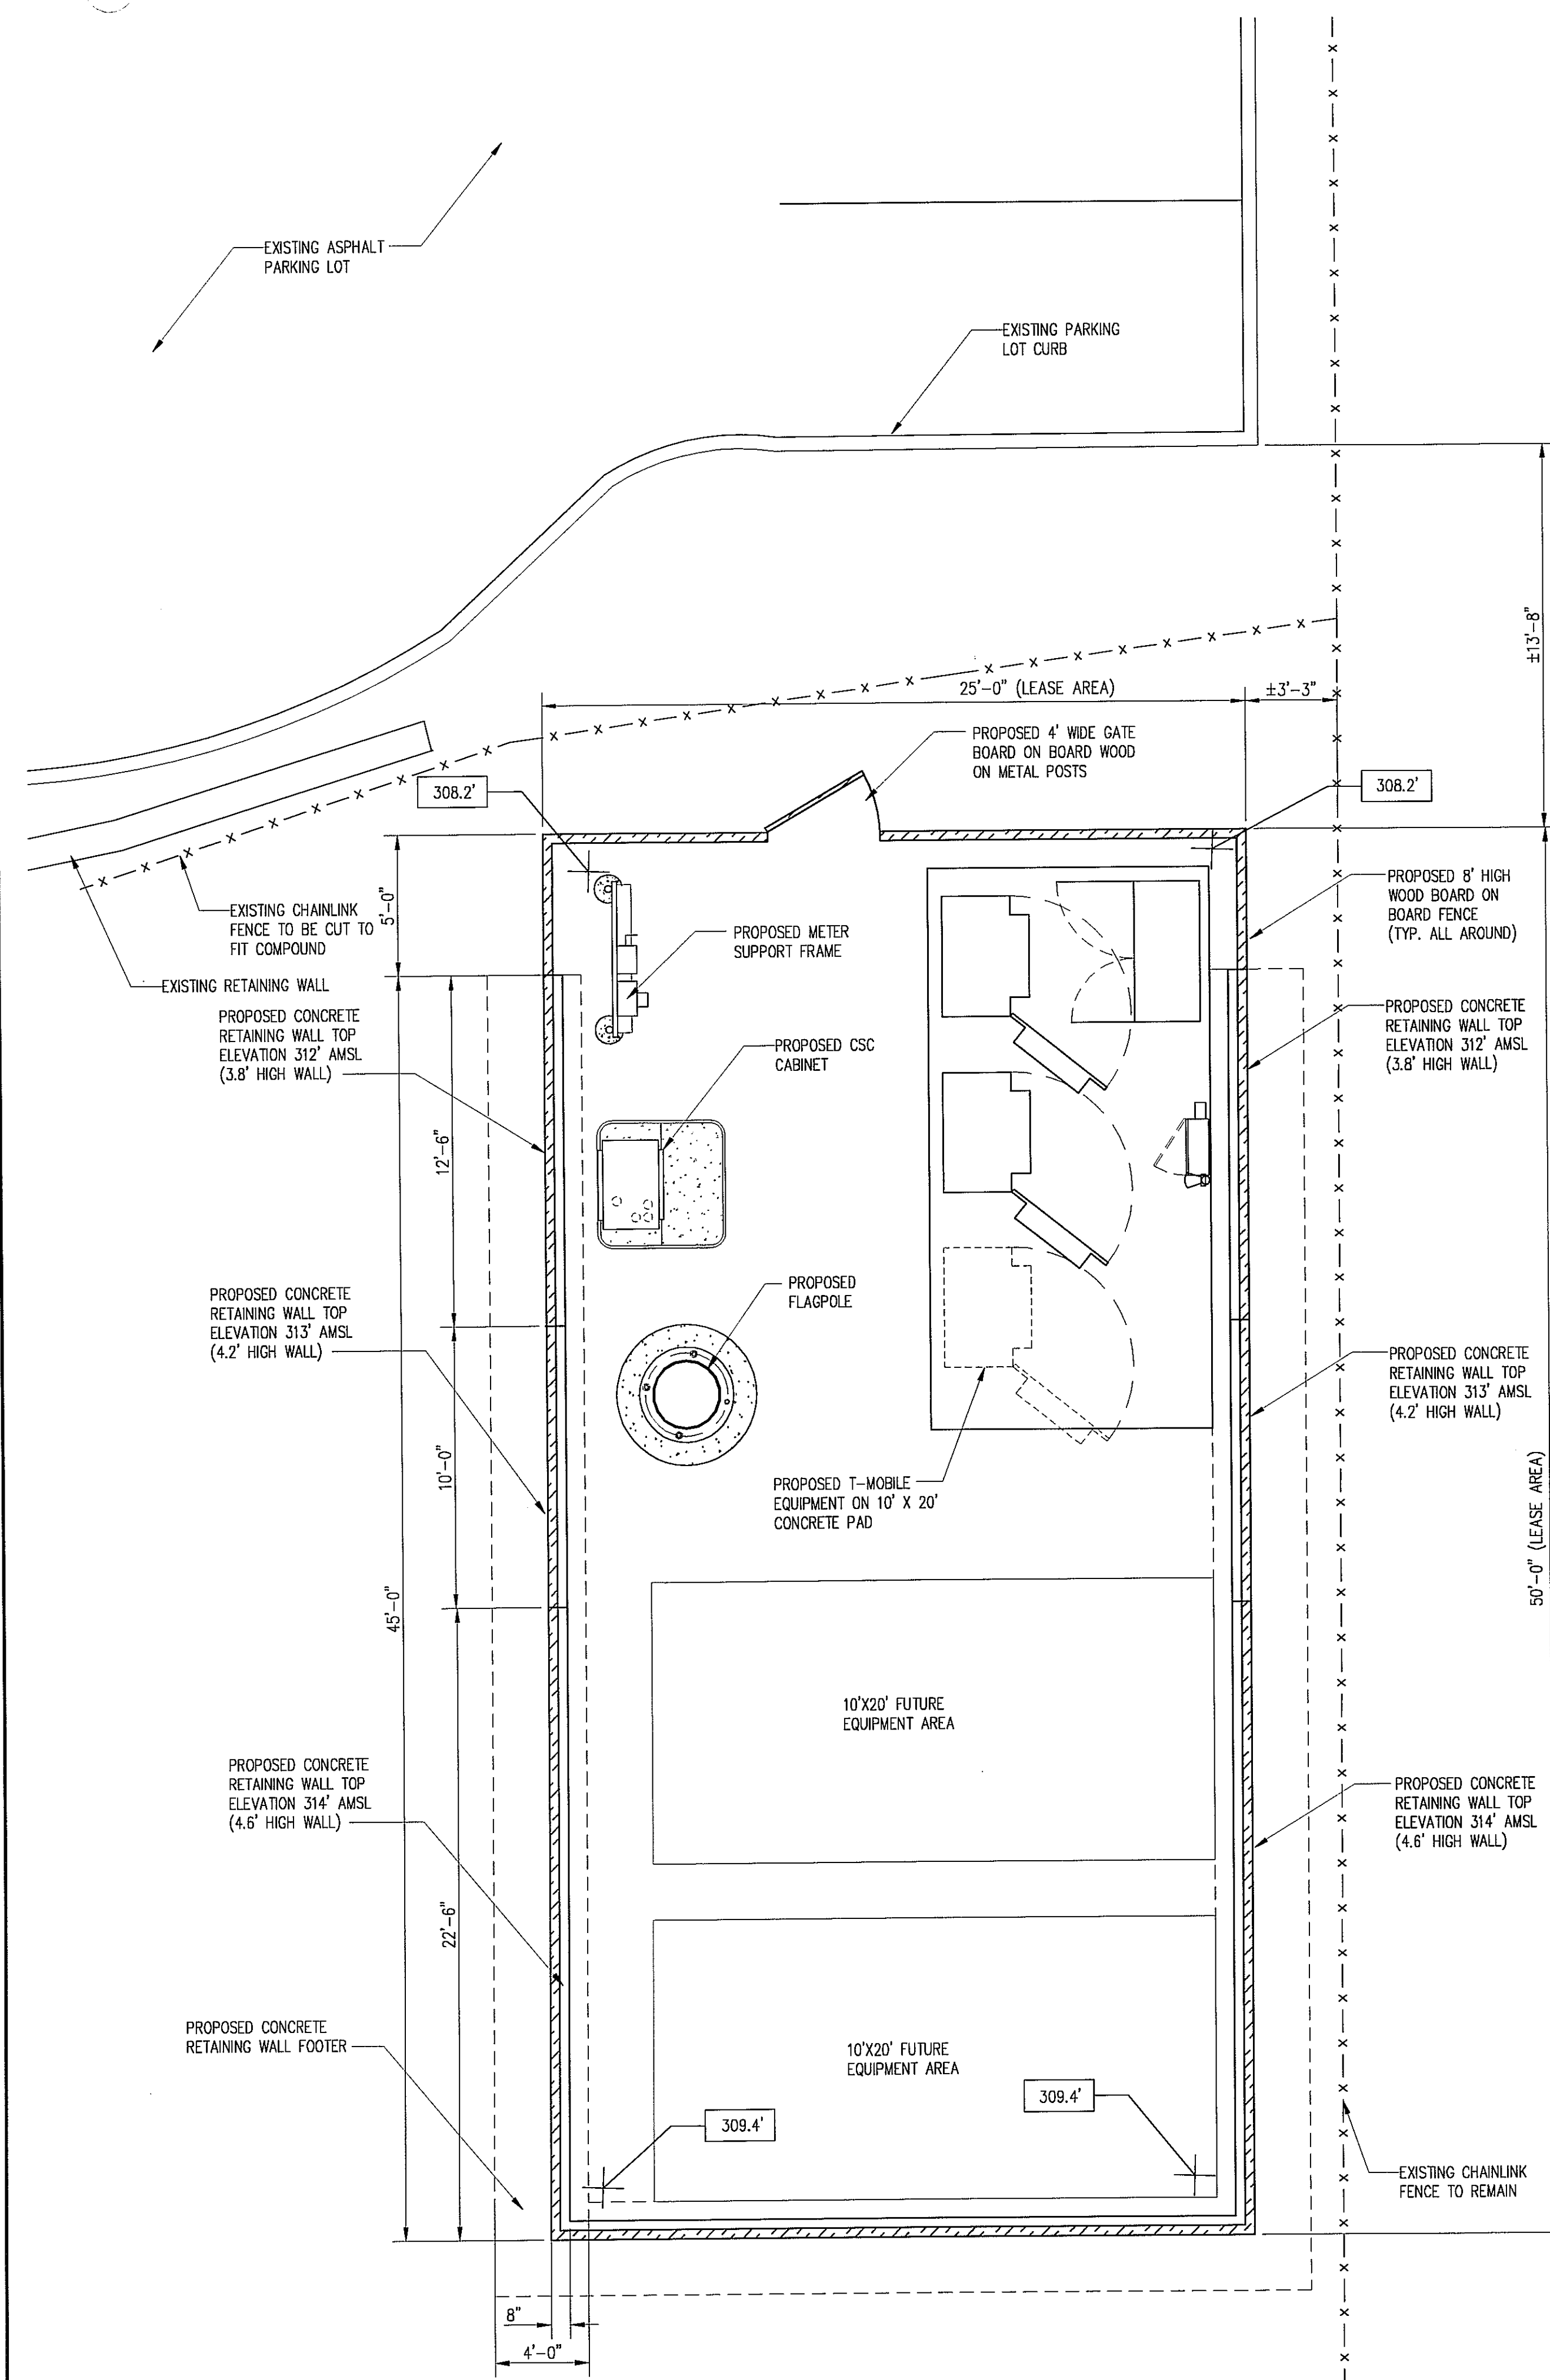 EXISTING ASPHALT
PARKING LOT
EXISTING PARKING
LOT CURB
±13'-8"
25'-0" (LEASE AREA)
±3'-3"
PROPOSED 4' WIDE GATE
BOARD ON BOARD WOOD
ON METAL POSTS
308.2'
308.2'
EXISTING CHAINLINK
FENCE TO BE CUT TO
FIT COMPOUND
5'-0"
EXISTING RETAINING WALL
PROPOSED METER
SUPPORT FRAME
PROPOSED 8' HIGH
WOOD BOARD ON
BOARD FENCE
(TYP. ALL AROUND)
PROPOSED CONCRETE
RETAINING WALL TOP
ELEVATION 312' AMSL
(3.8' HIGH WALL)
PROPOSED CSC
CABINET
PROPOSED CONCRETE
RETAINING WALL TOP
ELEVATION 312' AMSL
(3.8' HIGH WALL)
12'-6"
PROPOSED CONCRETE
RETAINING WALL TOP
ELEVATION 313' AMSL
(4.2' HIGH WALL)
PROPOSED
FLAGPOLE
PROPOSED CONCRETE
RETAINING WALL TOP
ELEVATION 313' AMSL
(4.2' HIGH WALL)
10'-0"
PROPOSED T-MOBILE
EQUIPMENT ON 10' X 20'
CONCRETE PAD
50'-0" (LEASE AREA)
45'-0"
10'X20' FUTURE
EQUIPMENT AREA
PROPOSED CONCRETE
RETAINING WALL TOP
ELEVATION 314' AMSL
(4.6' HIGH WALL)
PROPOSED CONCRETE
RETAINING WALL TOP
ELEVATION 314' AMSL
(4.6' HIGH WALL)
22'-6"
PROPOSED CONCRETE
RETAINING WALL FOOTER
10'X20' FUTURE
EQUIPMENT AREA
309.4'
309.4'
EXISTING CHAINLINK
FENCE TO REMAIN
8"
4'-0"